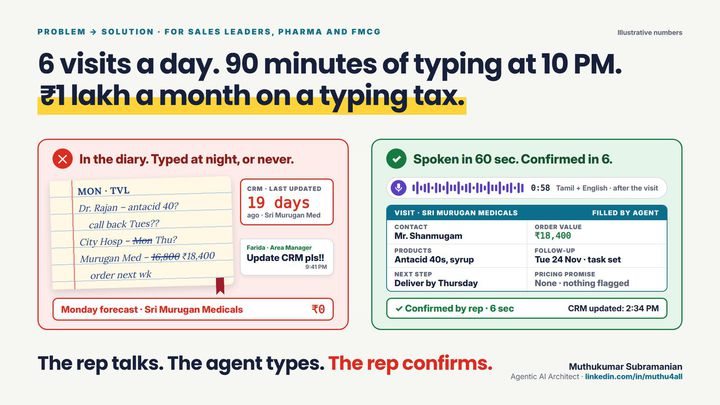 PROBLEM → SOLUTION · FOR SALES LEADERS, PHARMA AND FMCG
Illustrative numbers
6 visits a day. 90 minutes of typing at 10 PM.
₹1 lakh a month on a typing tax.
In the diary. Typed at night, or never.
MON · TVL
Dr. Rajan – antacid 40?
call back Tues??
City Hosp – Mon Thu?
Murugan Med – 16,800 ₹18,400
order next wk
CRM · LAST UPDATED
19 days
ago · Sri Murugan Med
Farida · Area Manager
Update CRM pls!!
9:41 PM
Monday forecast · Sri Murugan Medicals ₹0
Spoken in 60 sec. Confirmed in 6.
0:58 Tamil + English · after the visit
VISIT · SRI MURUGAN MEDICALS FILLED BY AGENT
CONTACT
Mr. Shanmugam
ORDER VALUE
₹18,400
PRODUCTS
Antacid 40s, syrup
FOLLOW-UP
Tue 24 Nov · task set
NEXT STEP
Deliver by Thursday
PRICING PROMISE
None · nothing flagged
✓ Confirmed by rep · 6 sec CRM updated: 2:34 PM
The rep talks. The agent types. The rep confirms.
Muthukumar Subramanian
Agentic AI Architect · linkedin.com/in/muthu4all